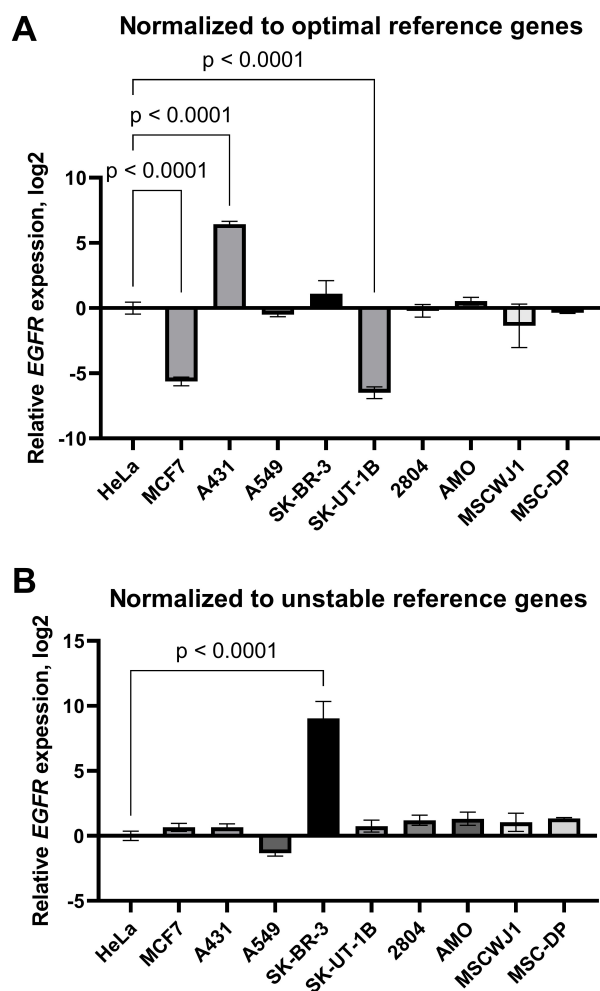 A
Normalized to optimal reference genes
p < 0.0001
p < 0.0001
p < 0.0001
Relative EGFR expession, log2
10
5
0
-5
-10
HeLa
MCF7
A431
A549
SK-BR-3
SK-UT-1B
2804
AMO
MSCWJ1
MSC-DP
B
Normalized to unstable reference genes
p < 0.0001
Relative EGFR expession, log2
15
10
5
0
-5
HeLa
MCF7
A431
A549
SK-BR-3
SK-UT-1B
2804
AMO
MSCWJ1
MSC-DP